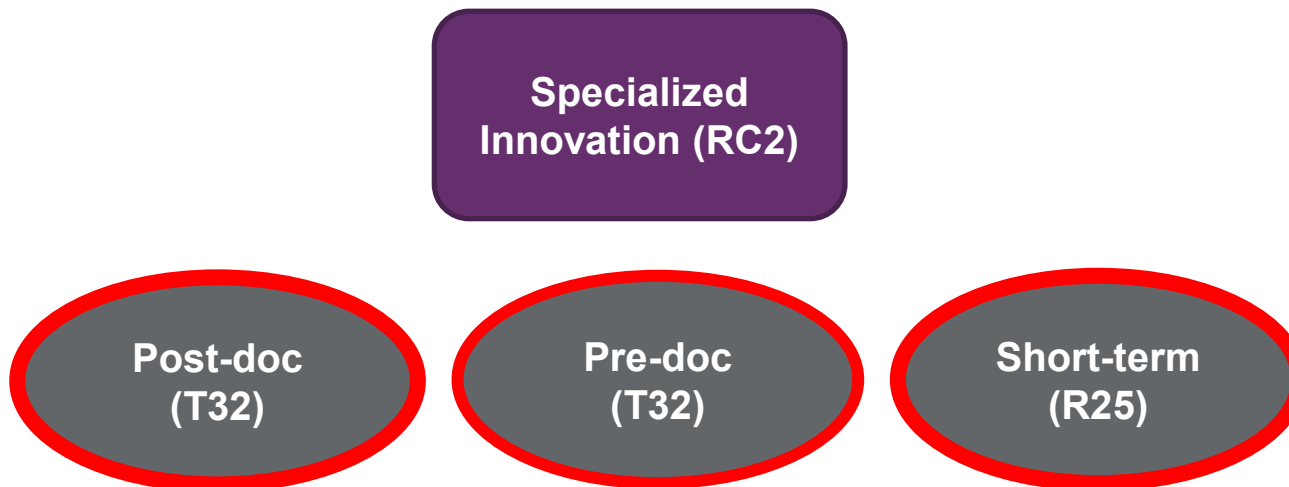 Specialized
Innovation (RC2)
Post-doc
(T32)
Pre-doc
(T32)
Short-term
(R25)